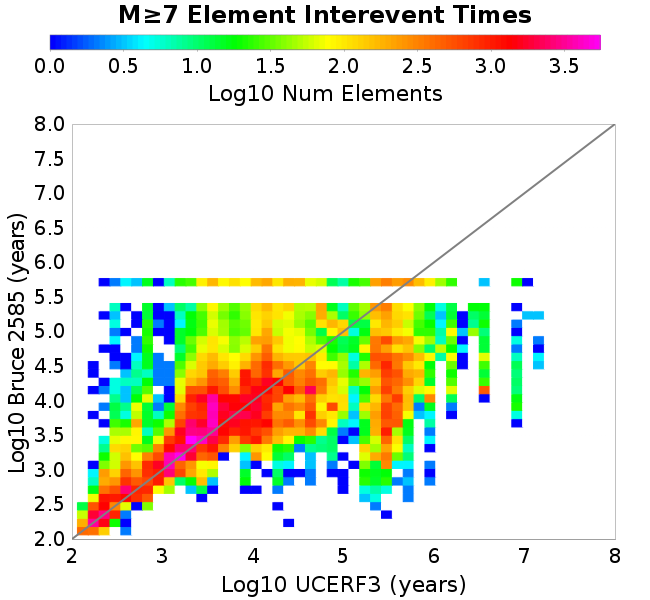 M≥7 Element Interevent Times
0.0 0.5 1.0 1.5 2.0 2.5 3.0 3.5
Log10 Num Elements
8.0
7.5
7.0
6.5
6.0
5.5
5.0
4.5
4.0
3.5
3.0
2.5
2.0
Log10 Bruce 2585 (years)
2 3 4 5 6 7 8
Log10 UCERF3 (years)